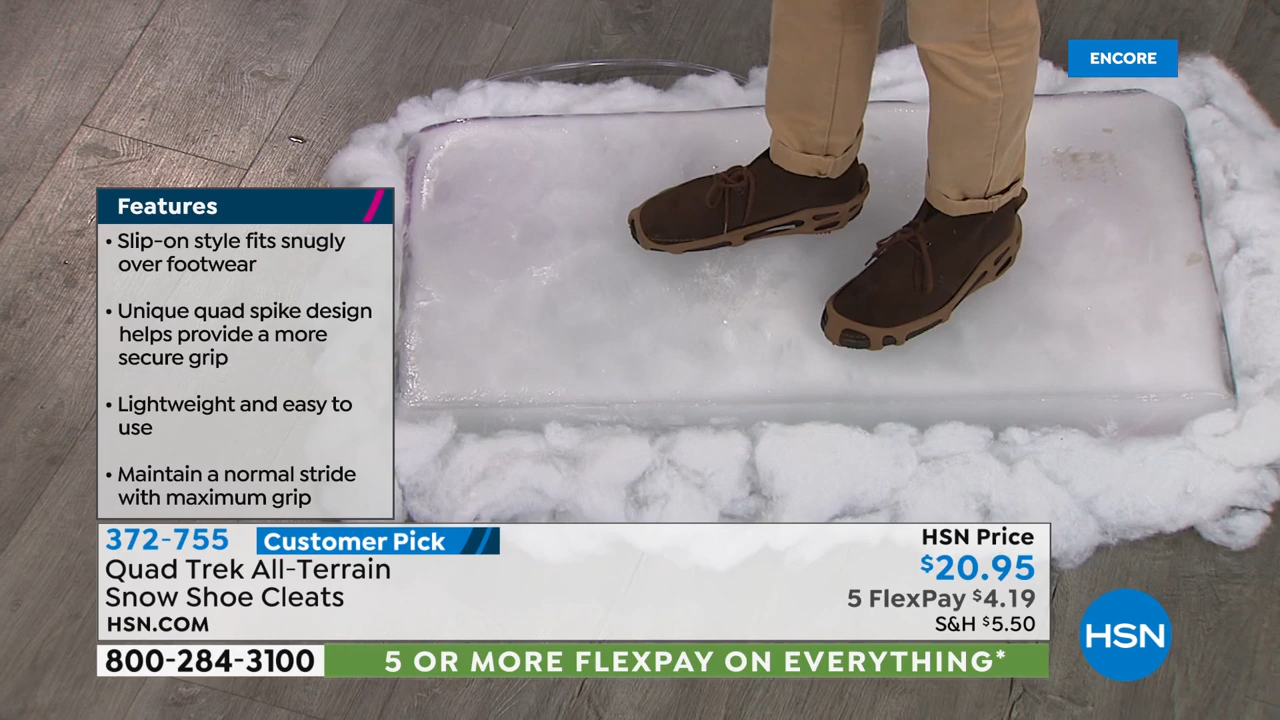 ENCORE
Features
• Slip-on style fits snugly
over footwear
• Unique quad spike design
helps provide a more
secure grip
• Lightweight and easy to
use
• Maintain a normal stride
with maximum grip
372-755 Customer Pick
Quad Trek All-Terrain
Snow Shoe Cleats
HSN.COM
HSN Price
$20.95
5 FlexPay $4.19
S&H $5.50
HSN
800-284-3100 5 OR MORE FLEXPAY ON EVERYTHING*